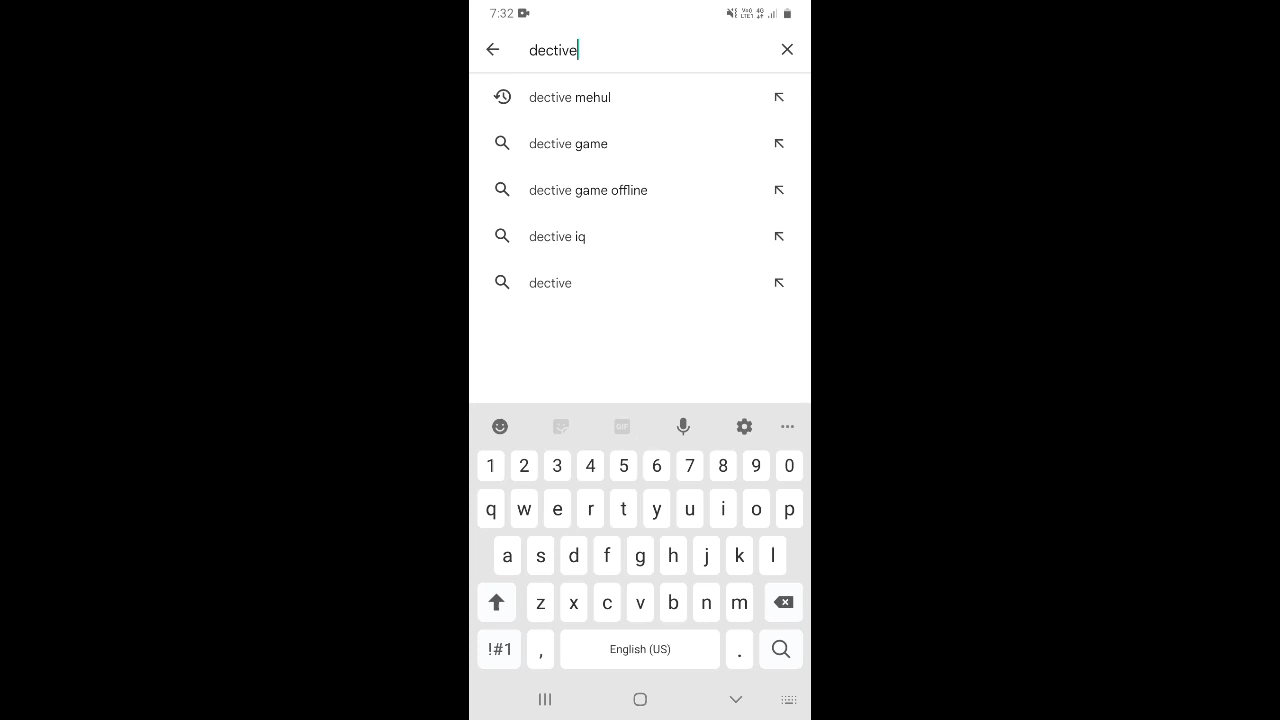 7:32
dective
dective mehul
dective game
dective game offline
dective iq
dective
GIF
1 2 3 4 5 6 7 8 9 0
q w e r t y u i o p
a s d f g h j k l
z x c v b n m
!#1 , English (US) .